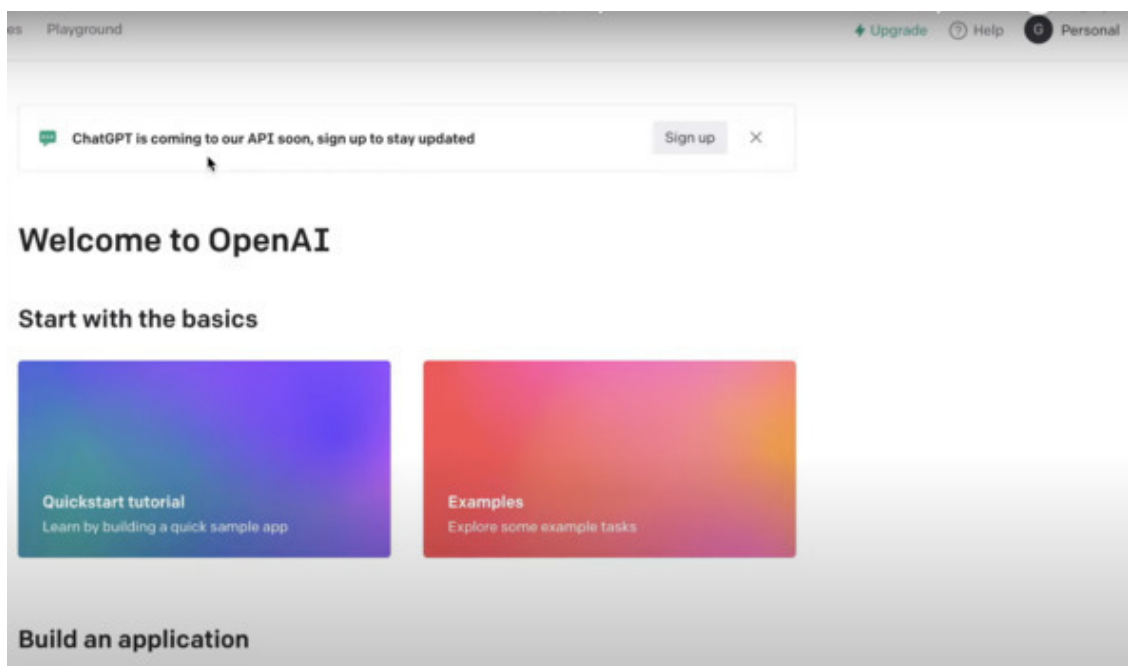 Playground
Upgrade
Help
G
Personal
ChatGPT is coming to our API soon, sign up to stay updated
Sign up
Welcome to OpenAI
Start with the basics
Quickstart tutorial
Learn by building a quick sample app
Examples
Explore some example tasks
Build an application